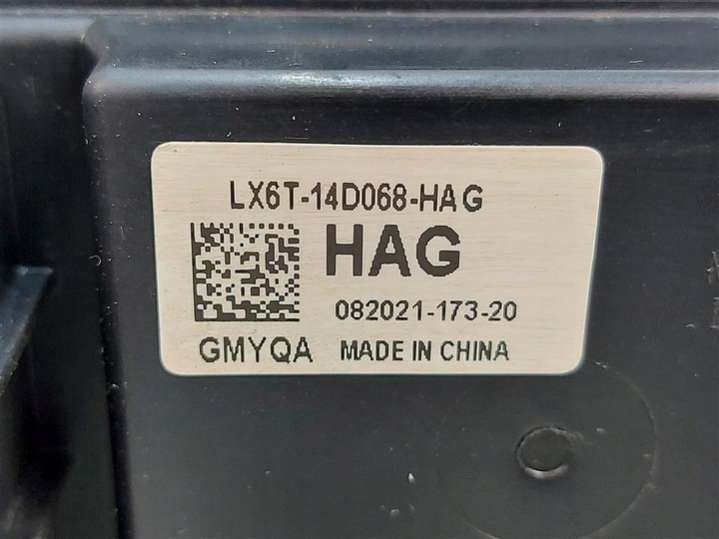 LX6T-14D068-HAG
HAG
082021-173-20
GMYQA MADE IN CHINA